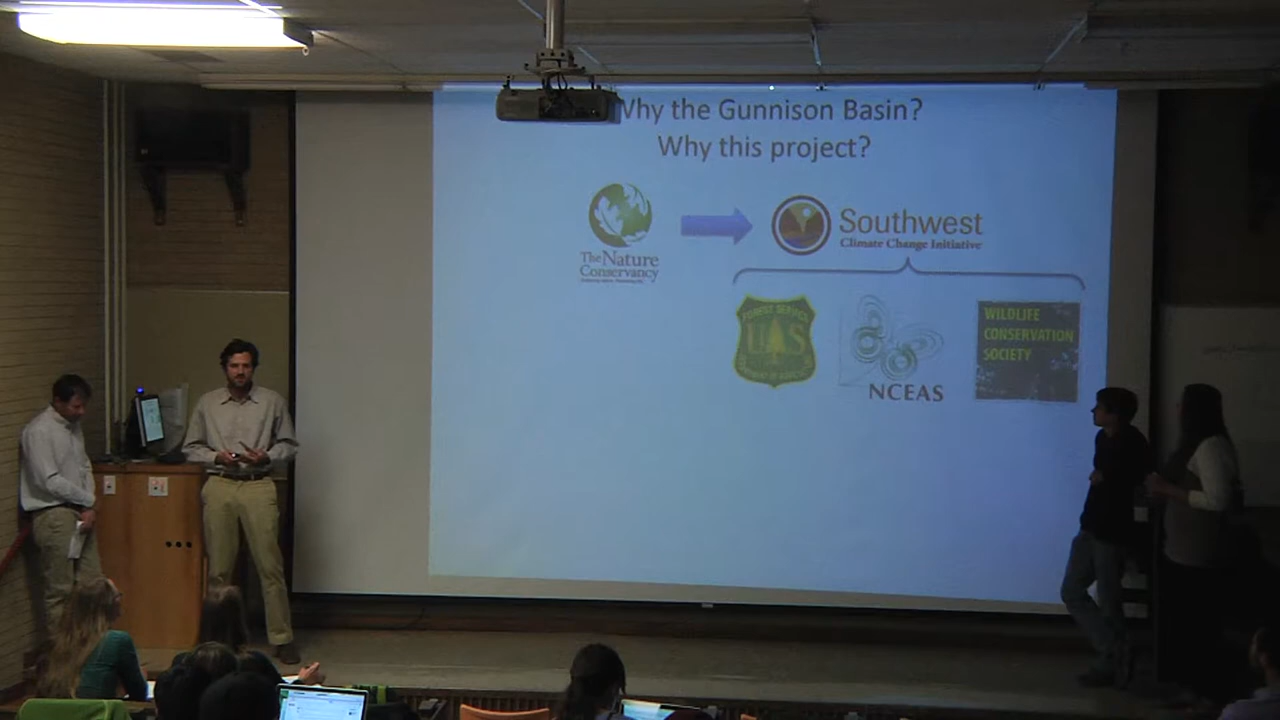 Why the Gunnison Basin?
Why this project?
The Nature
Conservancy
Southwest
Climate Change Initiative
FOREST SERVICE
UAS
NCEAS
WILDLIFE
CONSERVATION
SOCIETY